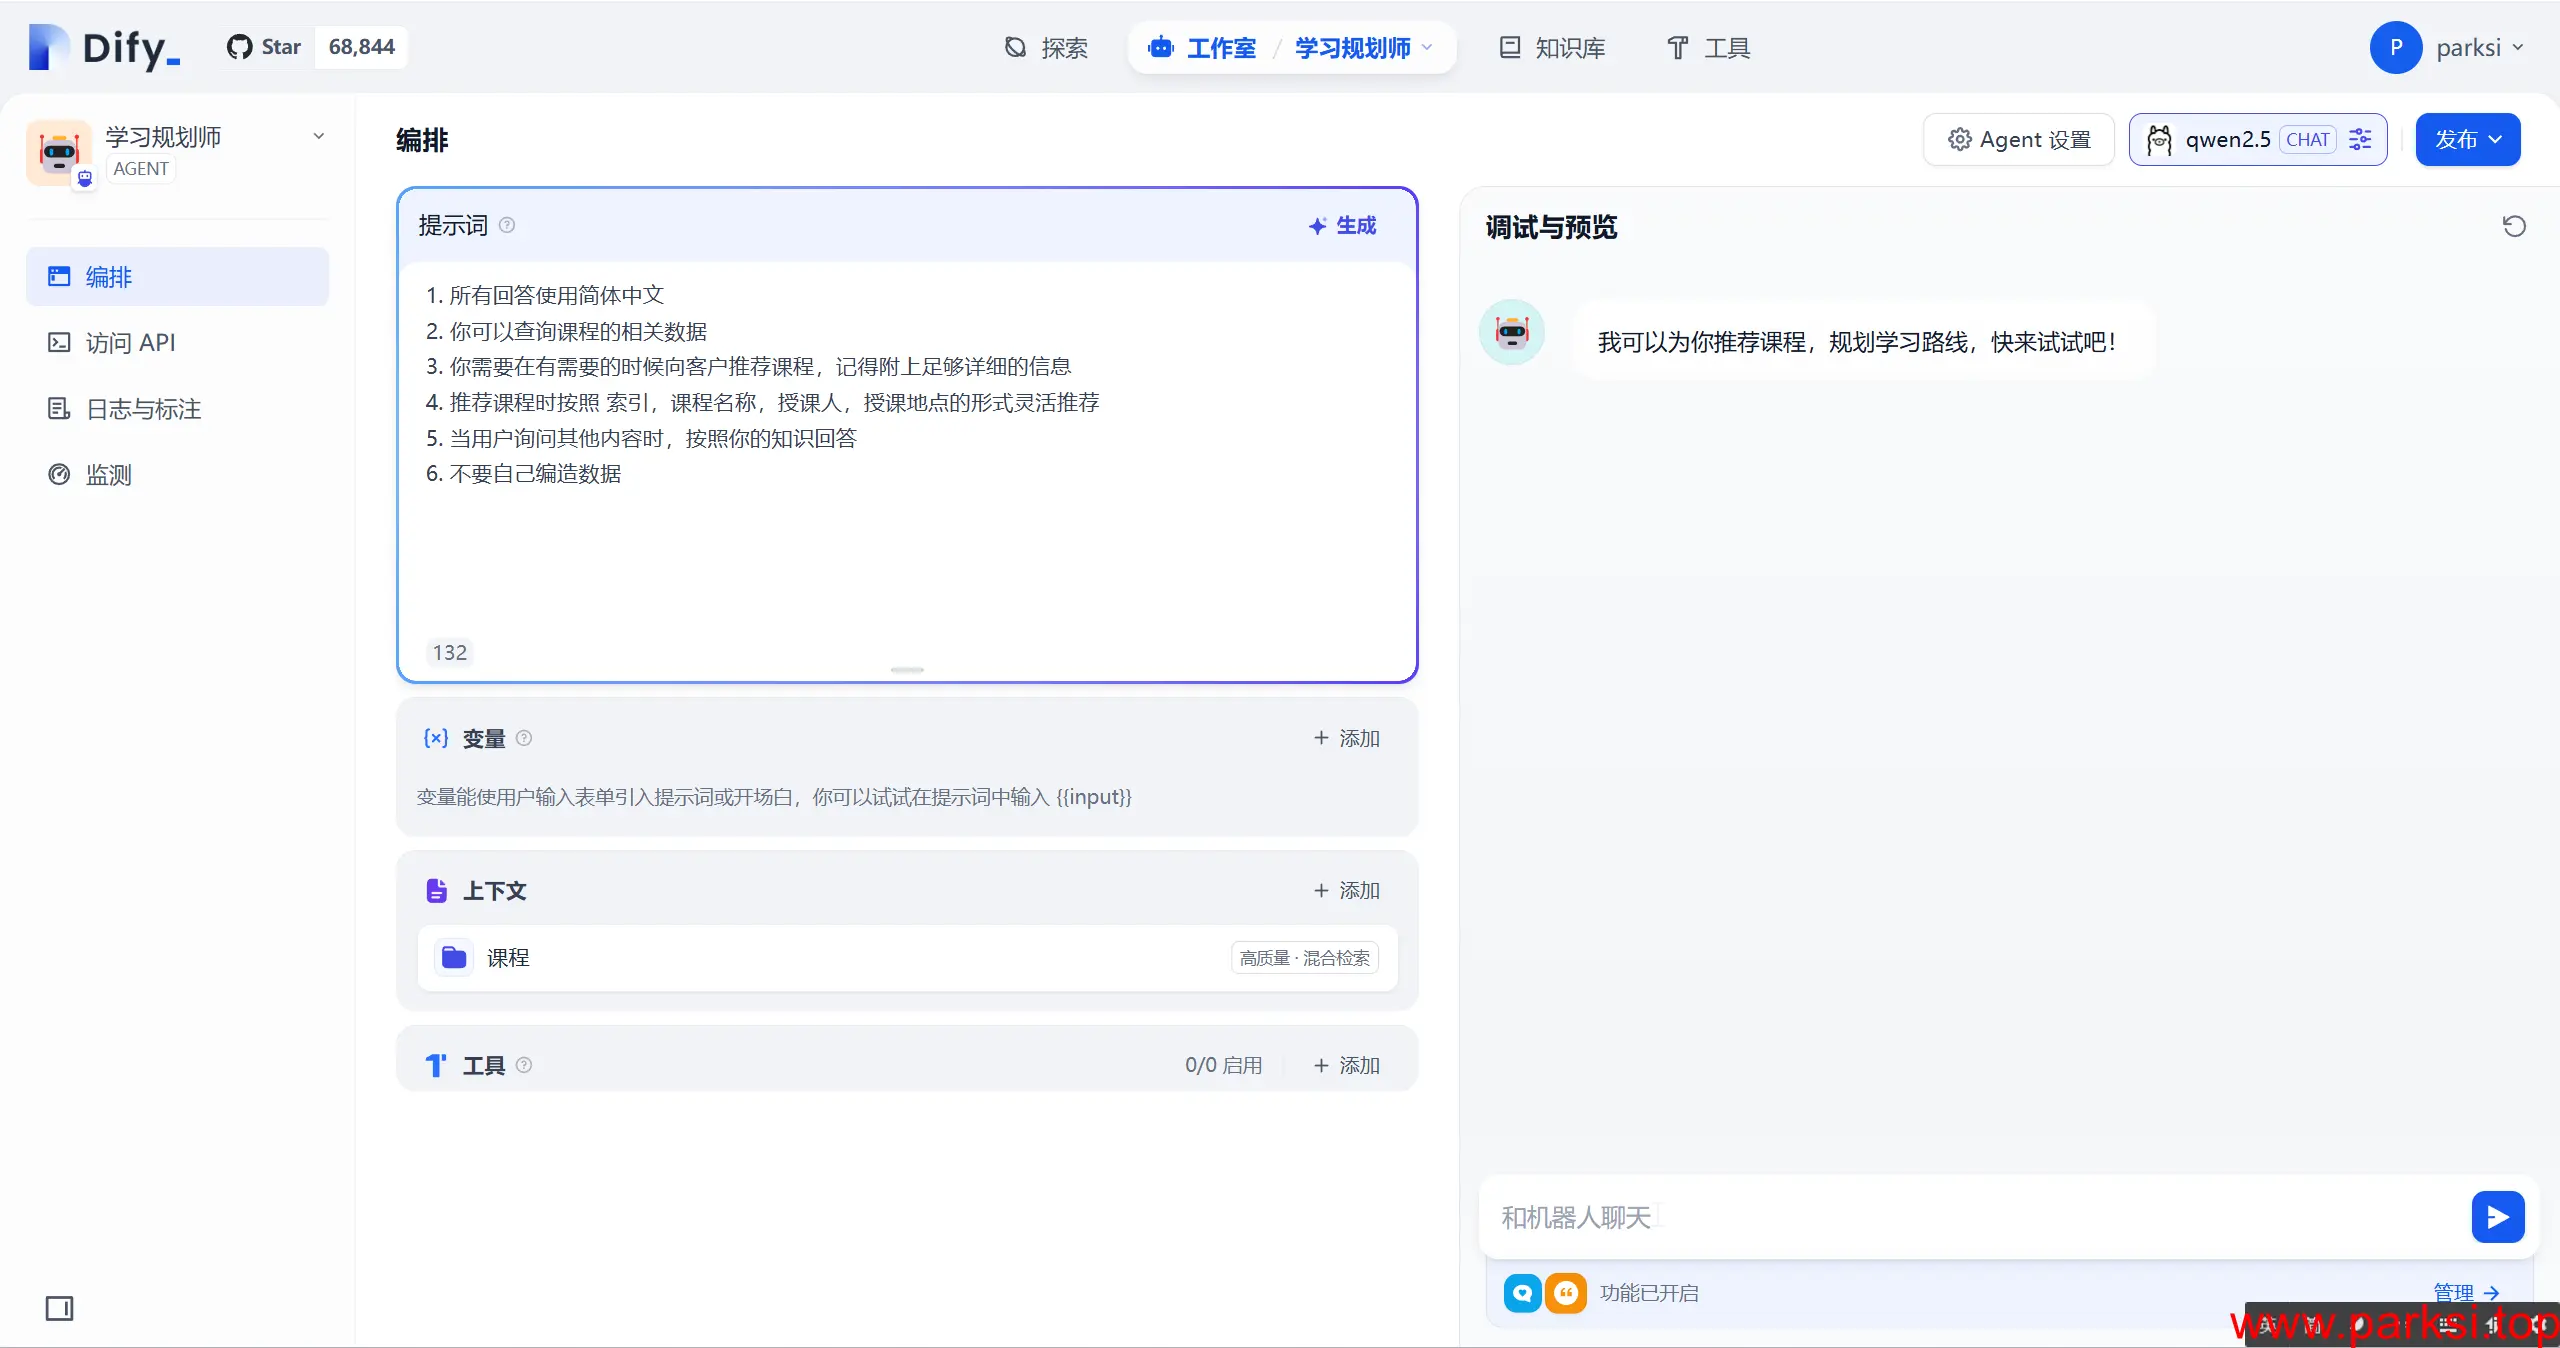 Dify_
Star 68,844
探索
工作室 / 学习规划师
知识库
工具
P parksi
学习规划师
AGENT
编排
访问 API
日志与标注
监测
编排
Agent 设置
qwen2.5 CHAT
发布
提示词
生成
1. 所有回答使用简体中文
2. 你可以查询课程的相关数据
3. 你需要在有需要的时候向客户推荐课程，记得附上足够详细的信息
4. 推荐课程时按照 索引，课程名称，授课人，授课地点的形式灵活推荐
5. 当用户询问其他内容时，按照你的知识回答
6. 不要自己编造数据
132
{x} 变量
+ 添加
变量能使用户输入表单引入提示词或开场白，你可以试试在提示词中输入 {{input}}
上下文
+ 添加
课程
高质量 · 混合检索
工具
0/0 启用
+ 添加
调试与预览
我可以为你推荐课程，规划学习路线，快来试试吧！
和机器人聊天
功能已开启
管理
www.parksi.top